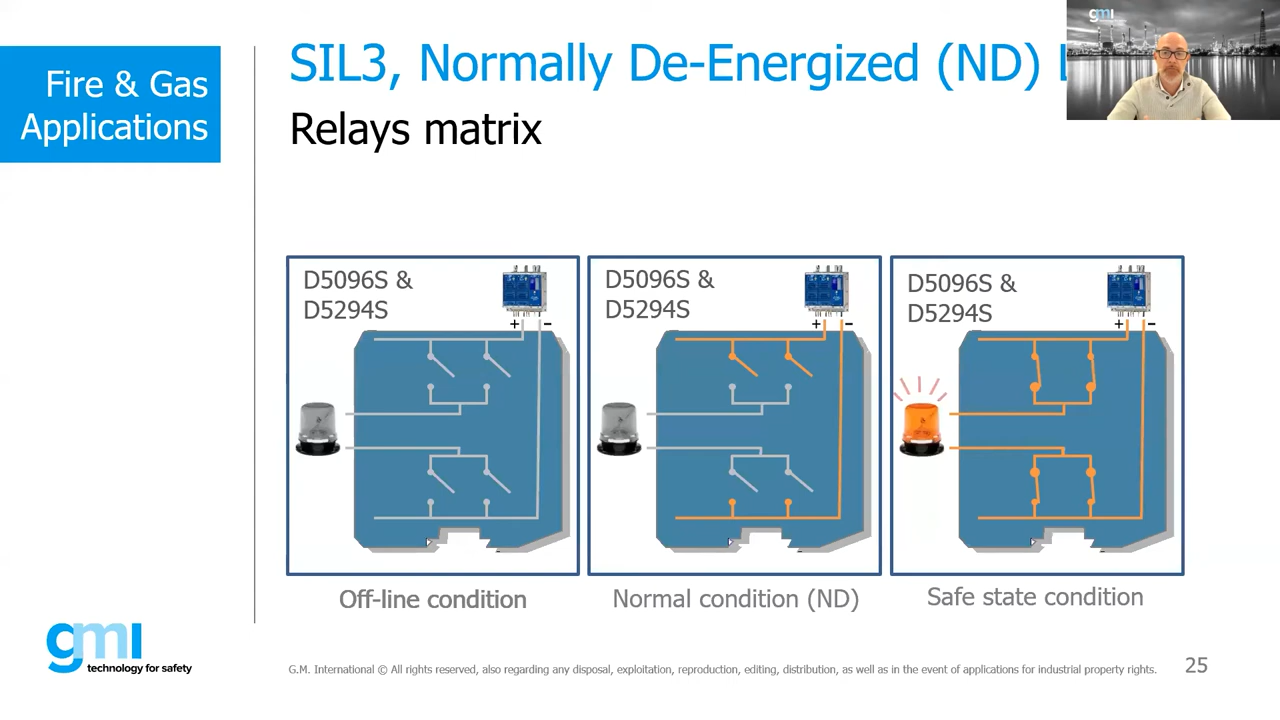 Fire & Gas
Applications
SIL3, Normally De-Energized (ND)
Relays matrix
gmi
D5096S &
D5294S
+ −
D5096S &
D5294S
+ −
D5096S &
D5294S
+ −
Off-line condition
Normal condition (ND)
Safe state condition
gmi
technology for safety
G.M. International © All rights reserved, also regarding any disposal, exploitation, reproduction, editing, distribution, as well as in the event of applications for industrial property rights.
25